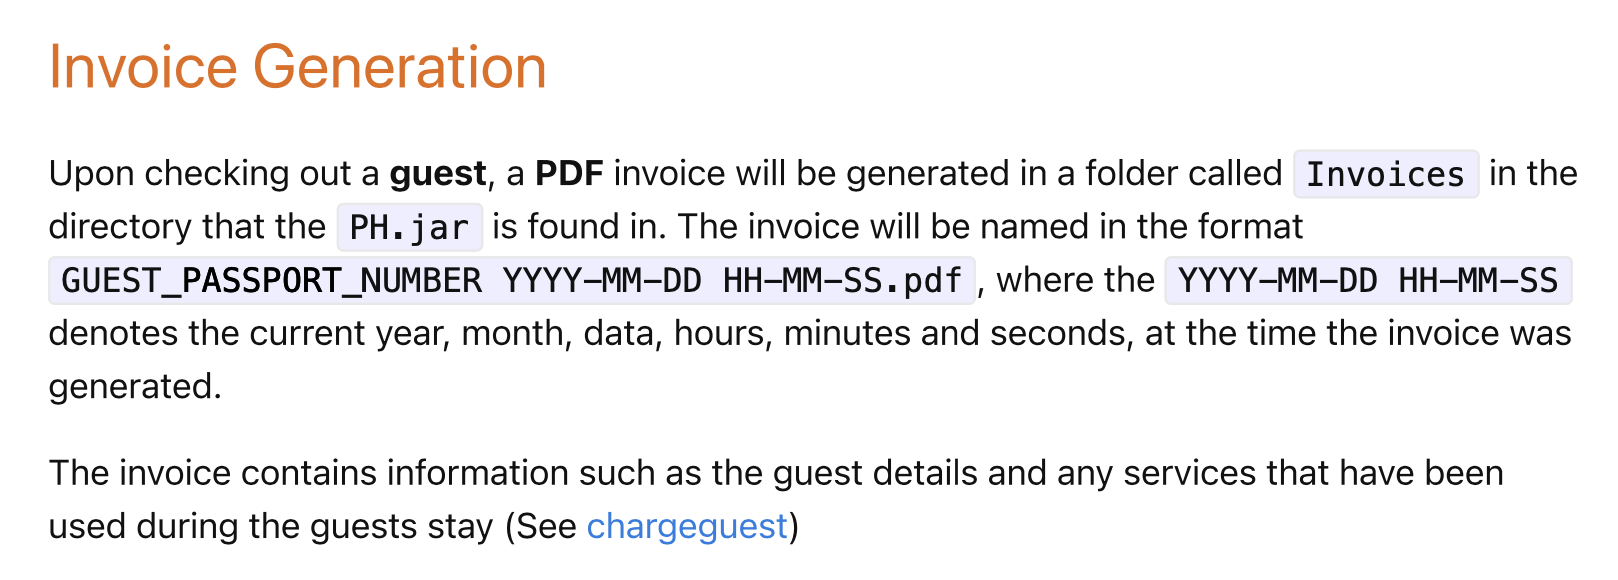 Invoice Generation
Upon checking out a guest, a PDF invoice will be generated in a folder called Invoices in the
directory that the PH.jar is found in. The invoice will be named in the format
GUEST_PASSPORT_NUMBER YYYY-MM-DD HH-MM-SS.pdf, where the YYYY-MM-DD HH-MM-SS
denotes the current year, month, data, hours, minutes and seconds, at the time the invoice was
generated.
The invoice contains information such as the guest details and any services that have been
used during the guests stay (See chargeguest)